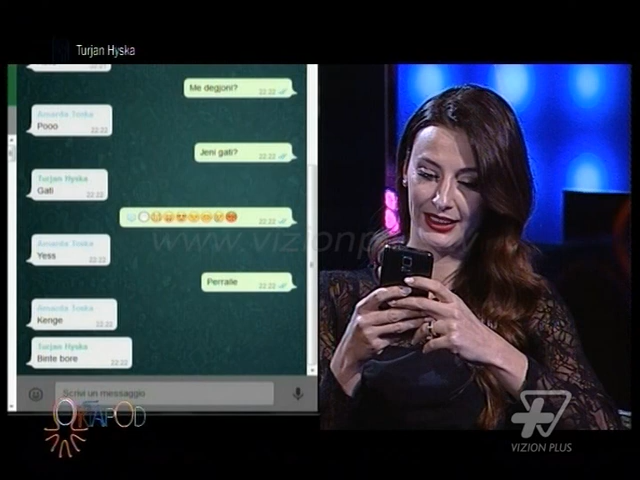 Turjan Hyska
22:21
Me degjoni?
22:22
Amanda Toska
Pooo
22:22
Jeni gati?
22:22
Turjan Hyska
Gati
22:22
22:22
Amanda Toska
Yess
22:22
Perralle
22:22
Amanda Toska
Kenge
22:22
Turjan Hyska
Binte bore
22:22
Scrivi un messaggio
OKTAPOD
VIZION PLUS